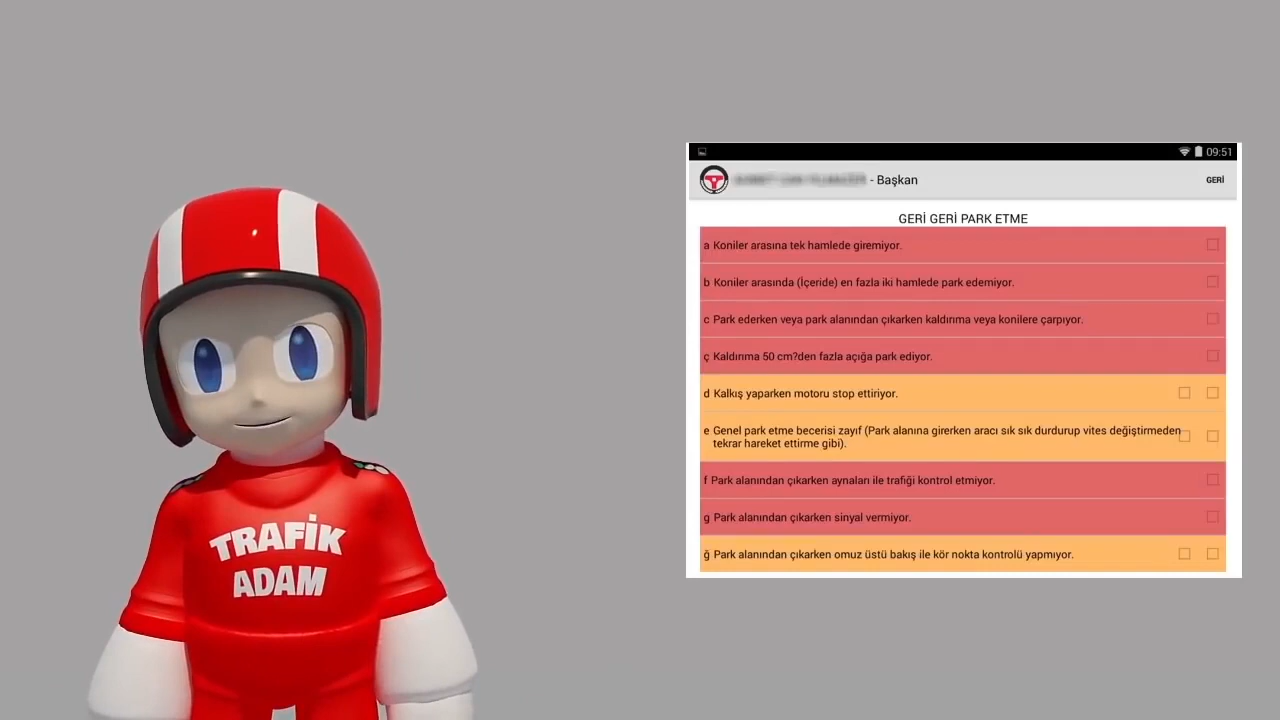 TRAFİK
ADAM
09:51
- Başkan
GERİ
GERİ GERİ PARK ETME
a Koniler arasına tek hamlede giremiyor.
b Koniler arasında (İçeride) en fazla iki hamlede park edemiyor.
c Park ederken veya park alanından çıkarken kaldırıma veya konilere çarpıyor.
ç Kaldırıma 50 cm?den fazla açığa park ediyor.
d Kalkış yaparken motoru stop ettiriyor.
e Genel park etme becerisi zayıf (Park alanına girerken aracı sık sık durdurup vites değiştirmeden
tekrar hareket ettirme gibi).
f Park alanından çıkarken aynaları ile trafiği kontrol etmiyor.
g Park alanından çıkarken sinyal vermiyor.
ğ Park alanından çıkarken omuz üstü bakış ile kör nokta kontrolü yapmıyor.